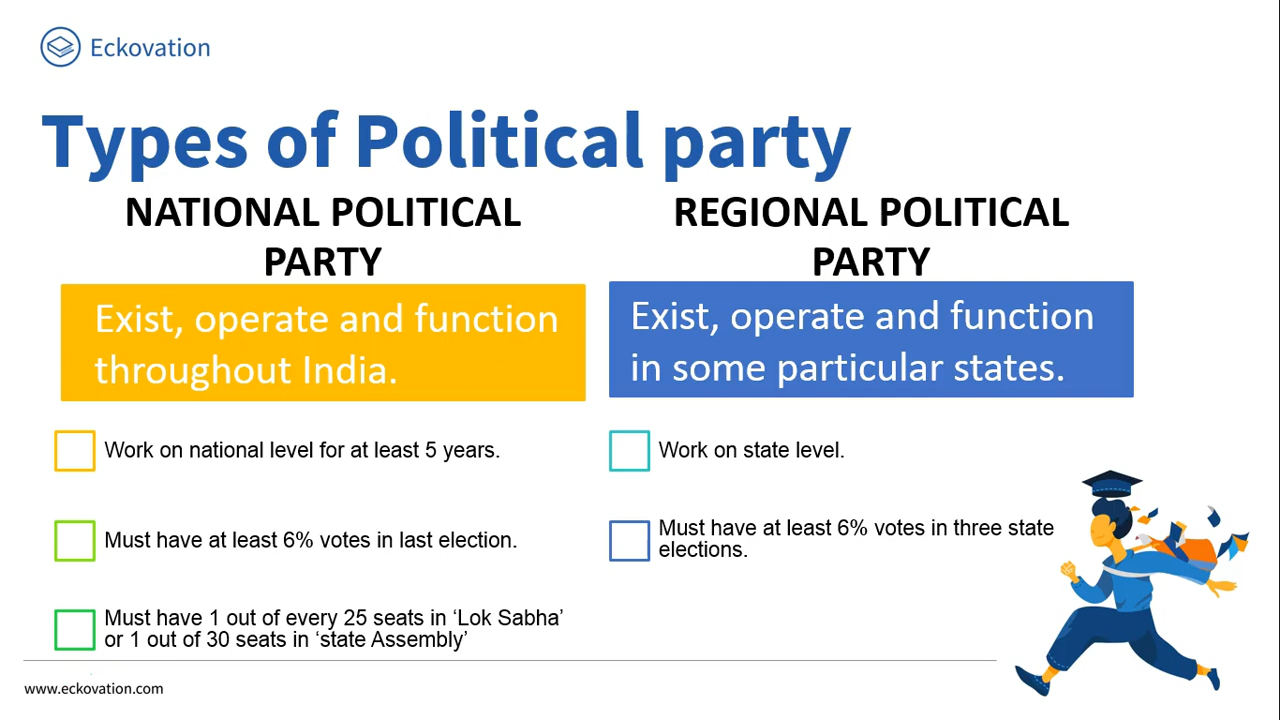 Eckovation
Types of Political party
NATIONAL POLITICAL
PARTY
Exist, operate and function
throughout India.
Work on national level for at least 5 years.
Must have at least 6% votes in last election.
Must have 1 out of every 25 seats in ‘Lok Sabha’
or 1 out of 30 seats in ‘state Assembly’
REGIONAL POLITICAL
PARTY
Exist, operate and function
in some particular states.
Work on state level.
Must have at least 6% votes in three state
elections.
www.eckovation.com